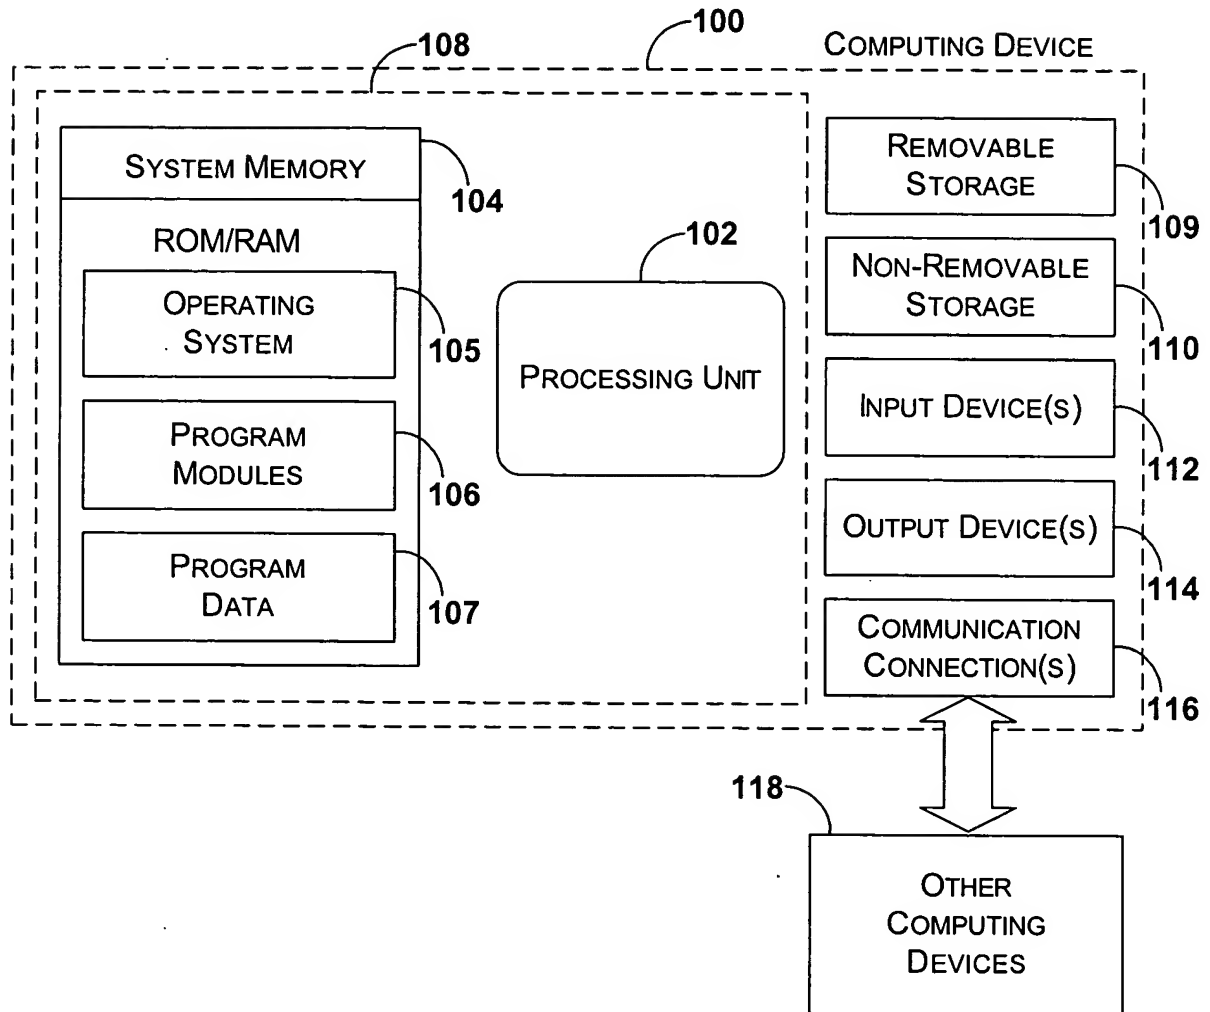 100
COMPUTING DEVICE
108
SYSTEM MEMORY
104
ROM/RAM
OPERATING
SYSTEM
105
PROGRAM
MODULES
106
PROGRAM
DATA
107
102
PROCESSING UNIT
REMOVABLE
STORAGE
109
NON-REMOVABLE
STORAGE
110
INPUT DEVICE(S)
112
OUTPUT DEVICE(S)
114
COMMUNICATION
CONNECTION(S)
116
118
OTHER
COMPUTING
DEVICES